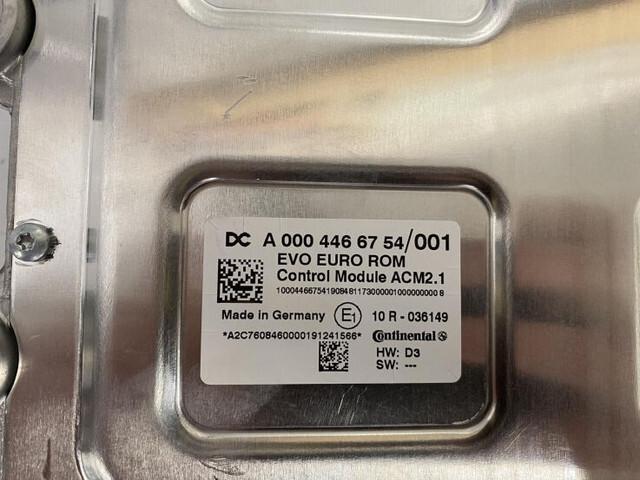 DC A 000 446 67 54/001
EVO EURO ROM
Control Module ACM2.1
10004466754190848117300000100000000 8
Made in Germany E1 10 R - 036149
*A2C7608460000191241566* Continental
HW: D3
SW: ---